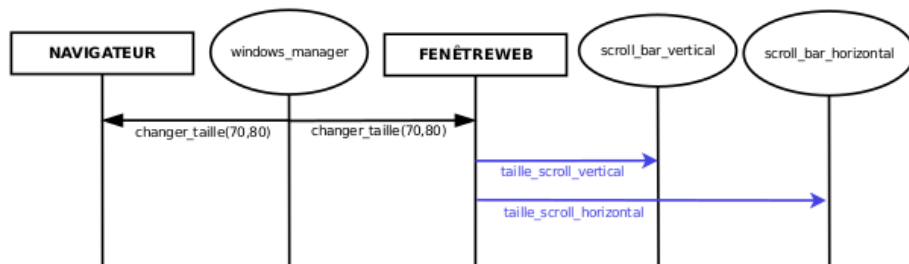 NAVIGATEUR
windows_manager
FENÊTREWEB
scroll_bar_vertical
scroll_bar_horizontal
changer_taille(70,80)
changer_taille(70,80)
taille_scroll_vertical
taille_scroll_horizontal